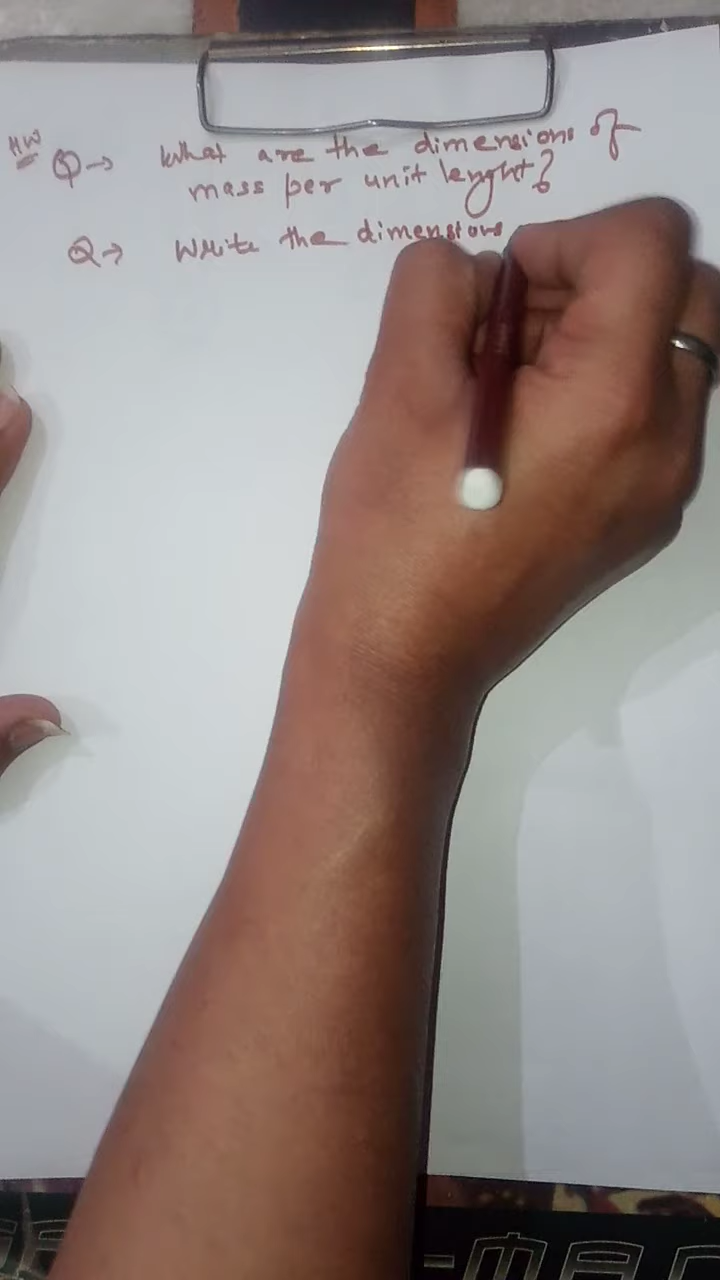 HW Q→ What are the dimensions of
mass per unit lenght?
Q→ Write the dimensions